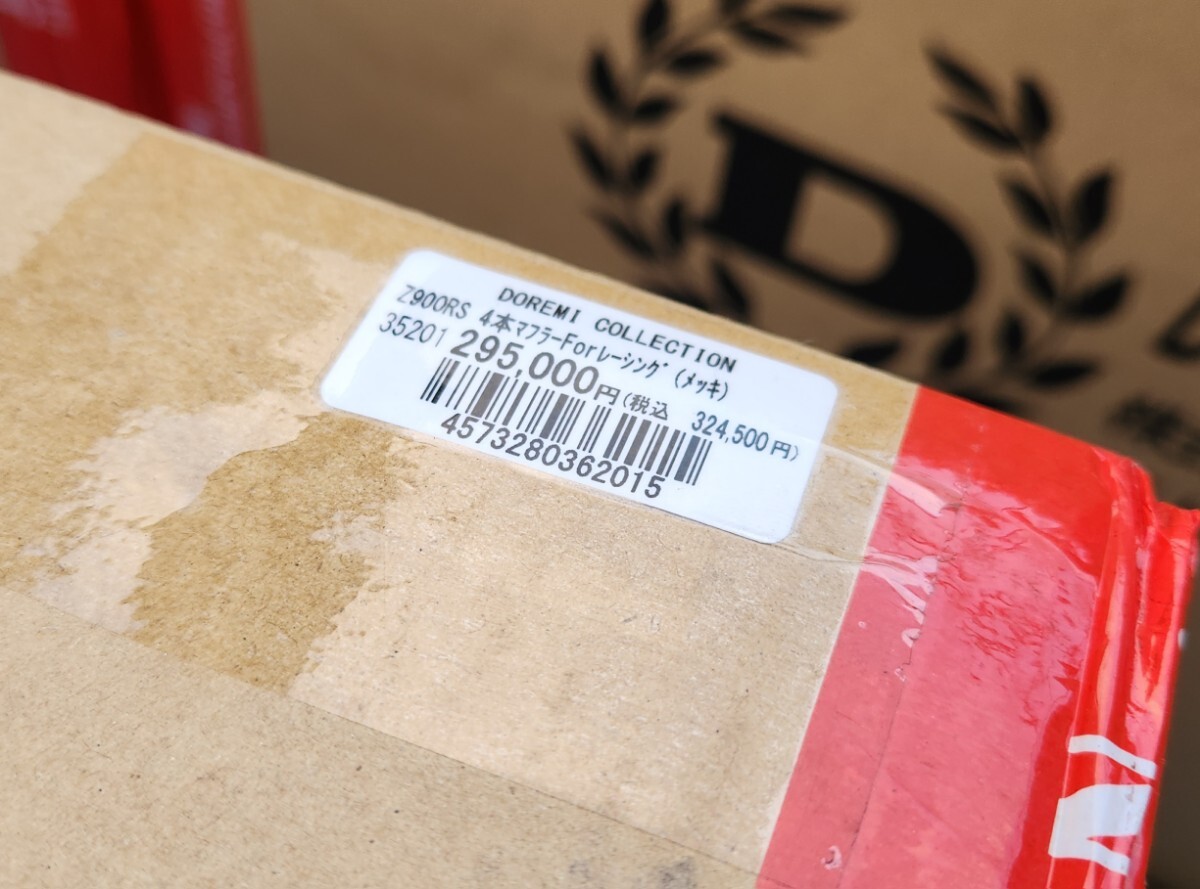 DOREMI COLLECTION
Z900RS 4本ﾏﾌﾗｰForﾚｰｼﾝｸﾞ(ﾒｯｷ)
35201 295,000円(税込 324,500円)
4573280362015
D